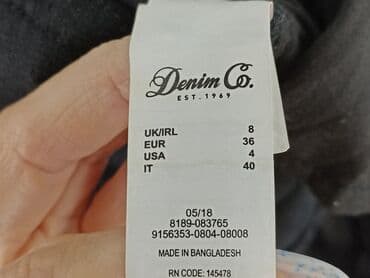 Denim Co.
EST. 1969
UK/IRL 8
EUR 36
USA 4
IT 40
05/18
8189-083765
9156353-0804-08008
MADE IN BANGLADESH
RN CODE: 145478